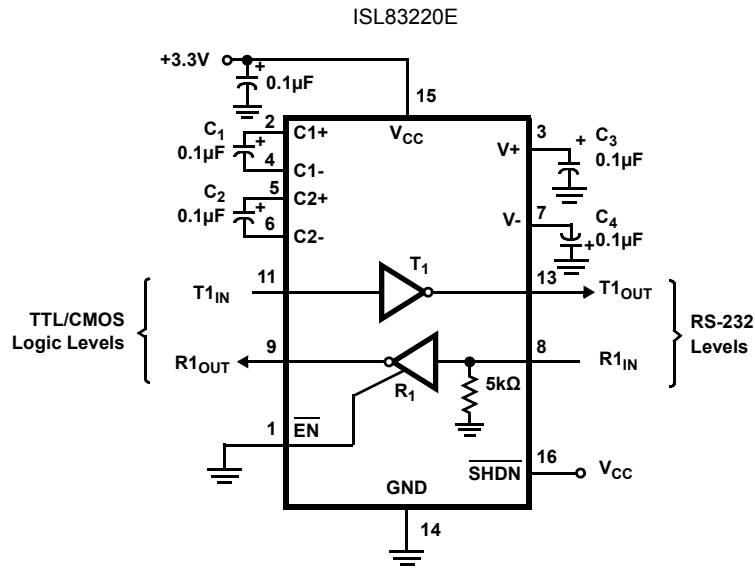 ISL83220E
+3.3V
+
0.1µF
15
2
C1+
VCC
3
C1
0.1µF
+
4
C1-
V+
+
C3
0.1µF
C2
0.1µF
5
C2+
+
6
C2-
7
V-
C4
0.1µF
+
T1
11
T1IN
13
T1OUT
TTL/CMOS
Logic Levels
RS-232
Levels
9
R1OUT
8
R1IN
R1
5kΩ
1
EN
16
SHDN
VCC
GND
14